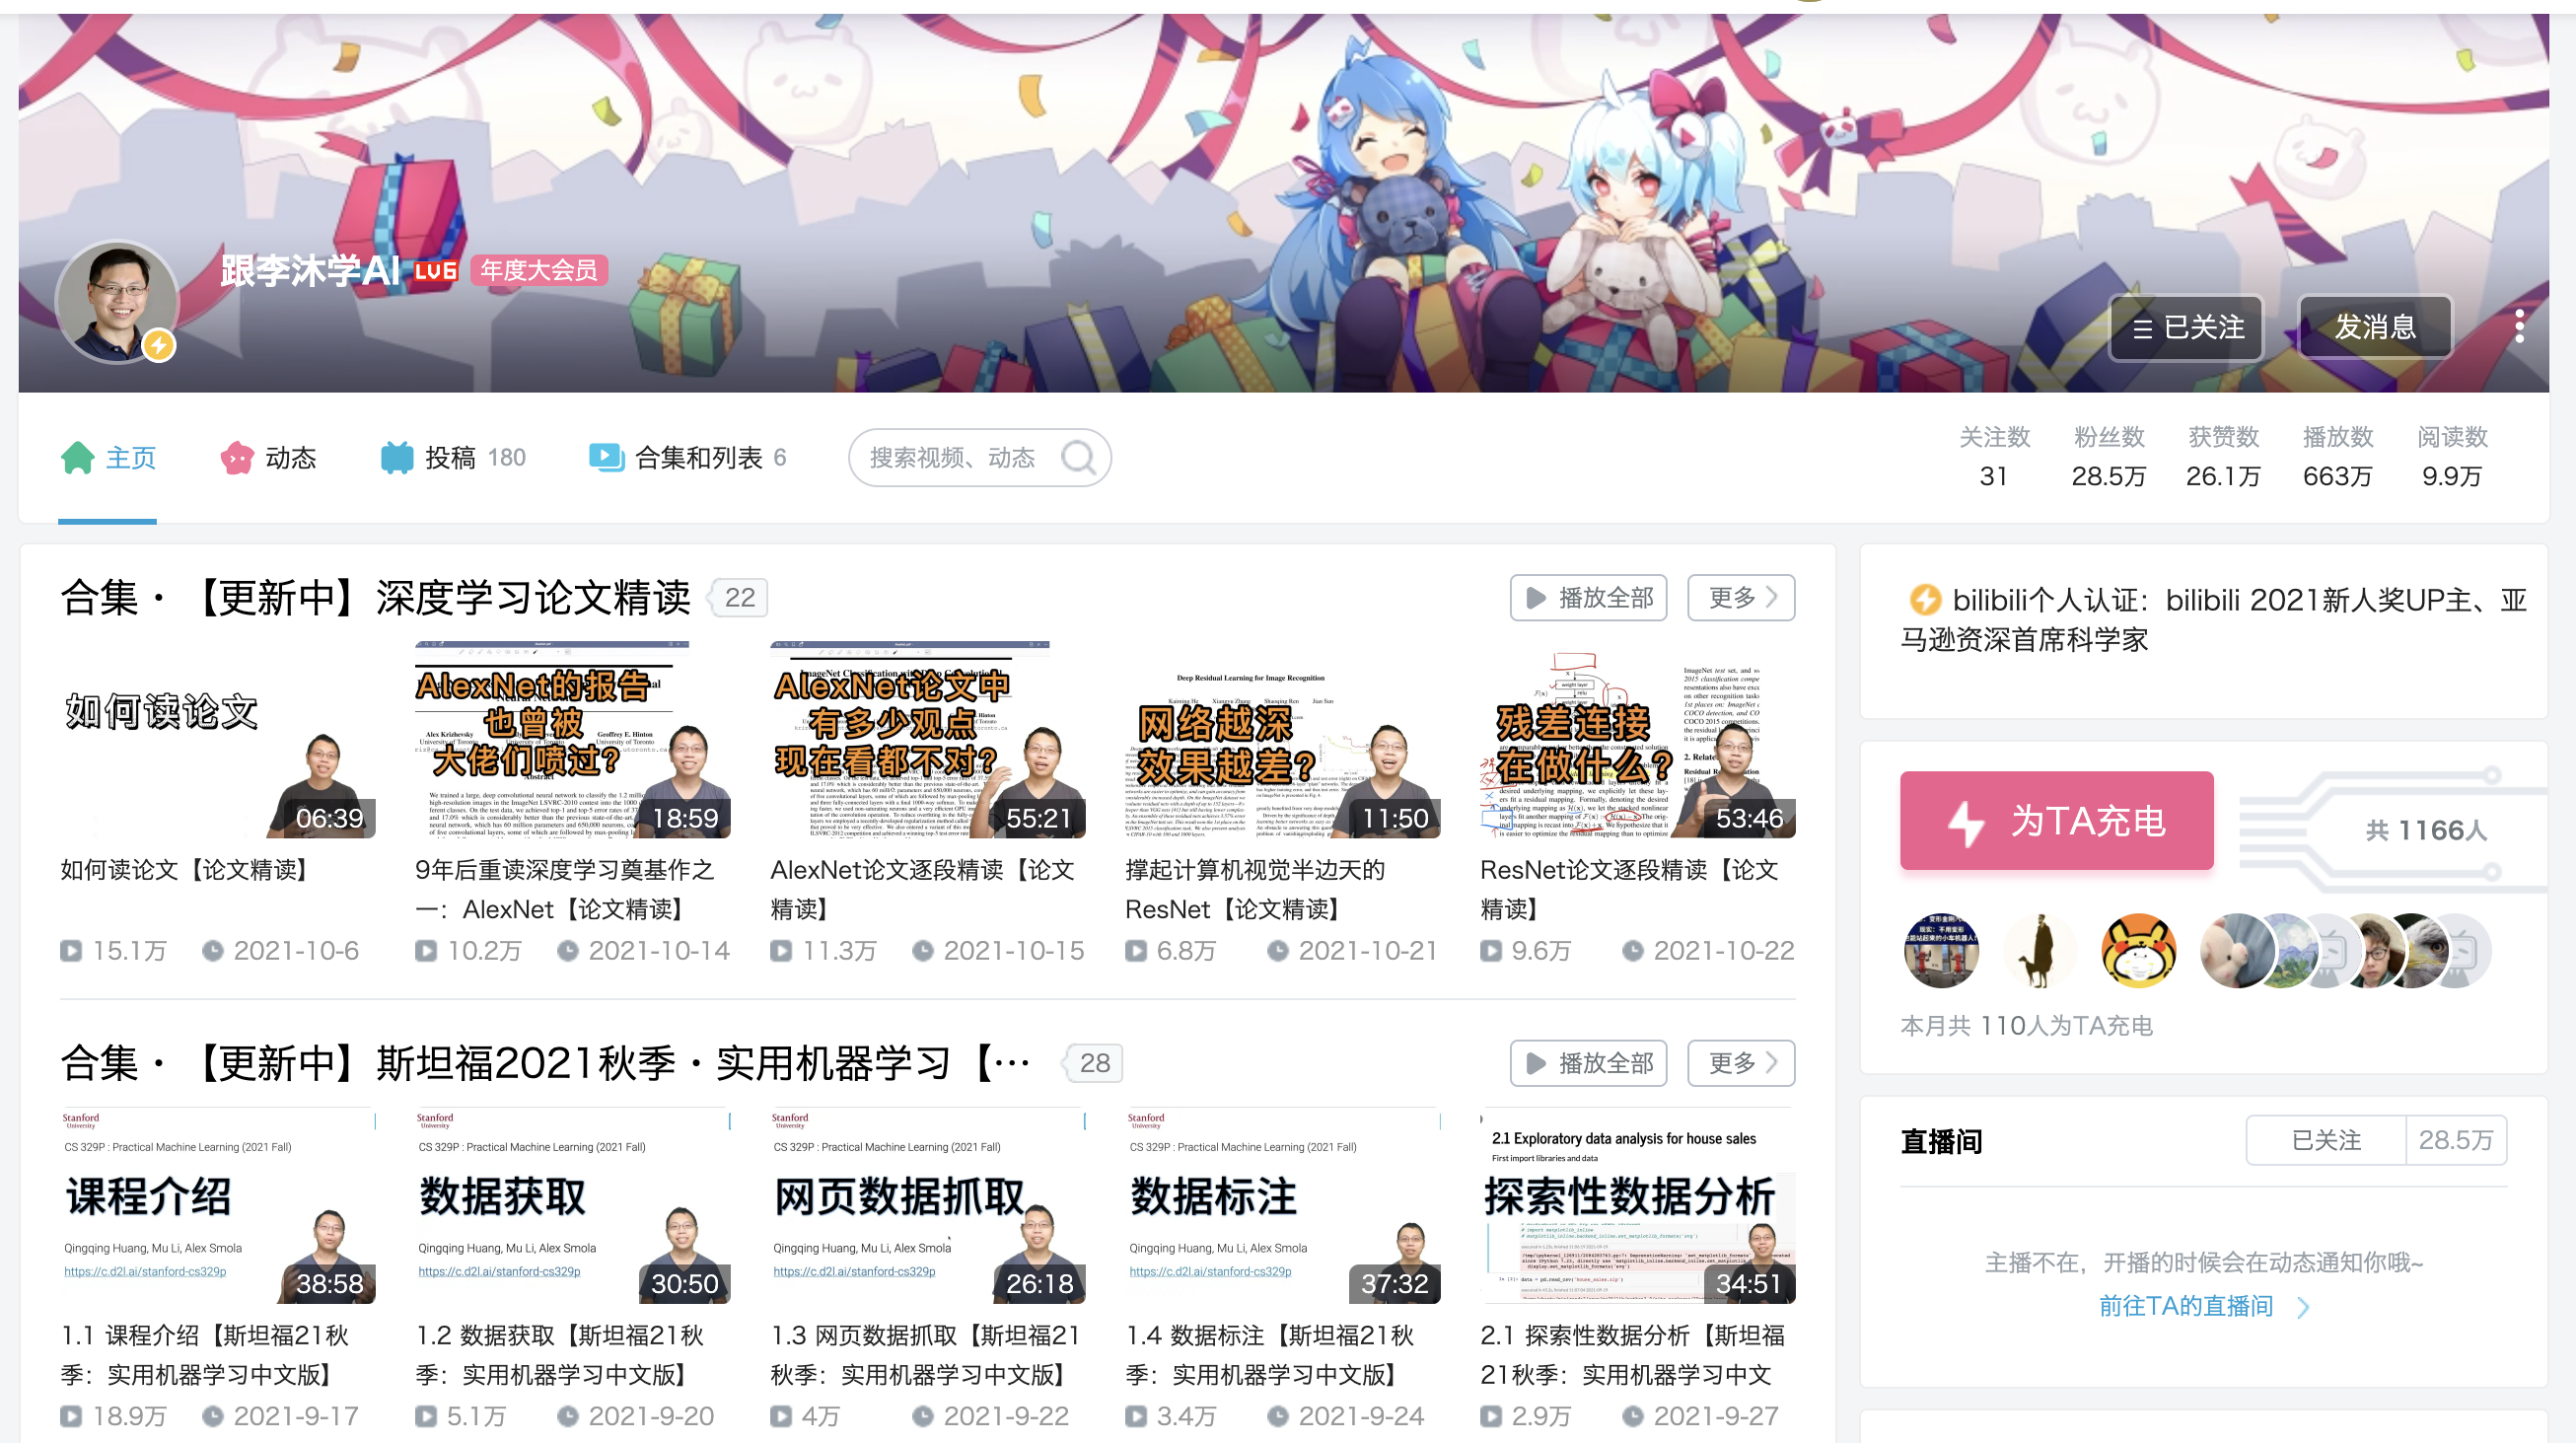 跟李沐学AI LV6 年度大会员
已关注 发消息
主页 动态 投稿 180 合集和列表 6 搜索视频、动态
关注数 粉丝数 获赞数 播放数 阅读数
31 28.5万 26.1万 663万 9.9万
合集 · 【更新中】深度学习论文精读 22 播放全部 更多
如何读论文
06:39
AlexNet的报告
也曾被
大佬们喷过?
18:59
AlexNet论文中
有多少观点
现在看都不对?
55:21
Deep Residual Learning for Image Recognition
网络越深
效果越差?
11:50
残差连接
在做什么?
53:46
如何读论文【论文精读】
15.1万 2021-10-6
9年后重读深度学习奠基作之
一：AlexNet【论文精读】
10.2万 2021-10-14
AlexNet论文逐段精读【论文
精读】
11.3万 2021-10-15
撑起计算机视觉半边天的
ResNet【论文精读】
6.8万 2021-10-21
ResNet论文逐段精读【论文
精读】
9.6万 2021-10-22
合集 · 【更新中】斯坦福2021秋季 · 实用机器学习【··· 28 播放全部 更多
Stanford
University
CS 329P : Practical Machine Learning (2021 Fall)
课程介绍
Qingqing Huang, Mu Li, Alex Smola
https://c.d2l.ai/stanford-cs329p
38:58
Stanford
University
CS 329P : Practical Machine Learning (2021 Fall)
数据获取
Qingqing Huang, Mu Li, Alex Smola
https://c.d2l.ai/stanford-cs329p
30:50
Stanford
University
CS 329P : Practical Machine Learning (2021 Fall)
网页数据抓取
Qingqing Huang, Mu Li, Alex Smola
https://c.d2l.ai/stanford-cs329p
26:18
Stanford
University
CS 329P : Practical Machine Learning (2021 Fall)
数据标注
Qingqing Huang, Mu Li, Alex Smola
https://c.d2l.ai/stanford-cs329p
37:32
2.1 Exploratory data analysis for house sales
First import libraries and data
探索性数据分析
34:51
1.1 课程介绍【斯坦福21秋
季：实用机器学习中文版】
18.9万 2021-9-17
1.2 数据获取【斯坦福21秋
季：实用机器学习中文版】
5.1万 2021-9-20
1.3 网页数据抓取【斯坦福21
秋季：实用机器学习中文版】
4万 2021-9-22
1.4 数据标注【斯坦福21秋
季：实用机器学习中文版】
3.4万 2021-9-24
2.1 探索性数据分析【斯坦福
21秋季：实用机器学习中文
2.9万 2021-9-27
bilibili个人认证：bilibili 2021新人奖UP主、亚
马逊资深首席科学家
为TA充电 共 1166人
本月共 110人为TA充电
直播间 已关注 28.5万
主播不在，开播的时候会在动态通知你哦~
前往TA的直播间